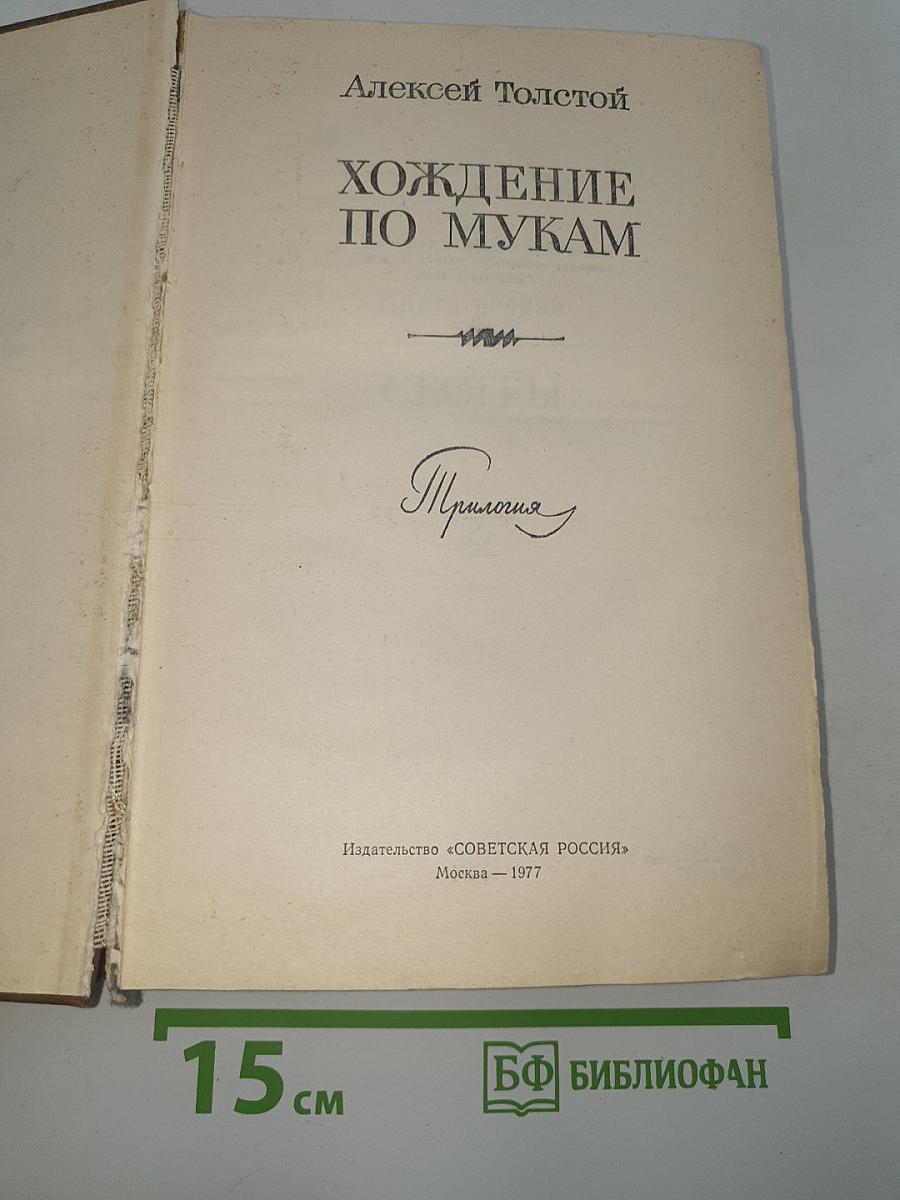 Алексей Толстой
ХОЖДЕНИЕ
ПО МУКАМ
Трилогия
Издательство «СОВЕТСКАЯ РОССИЯ»
Москва — 1977
15 см
БФ БИБЛИОФАН